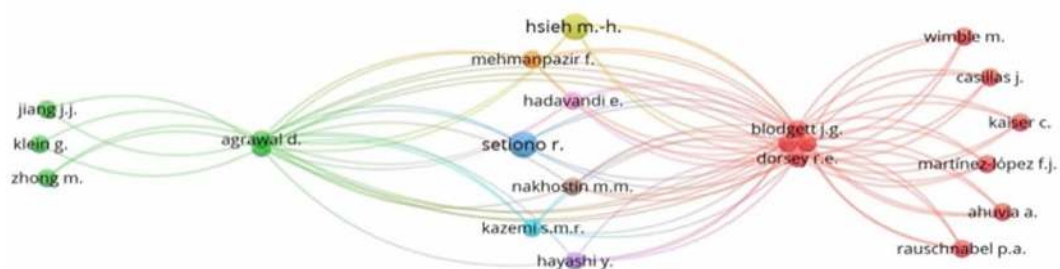 hsieh m.-h.
wimble m.
mehmanpazir f.
casillas j.
jiang j.j.
hadavandi e.
kaiser c.
agrawal d.
blodgett j.g.
klein g.
setiono r.
dorsey r.e.
martínez-lópez f.j.
zhong m.
nakhostin m.m.
ahuvia a.
kazemi s.m.r.
rauschnabel p.a.
hayashi y.